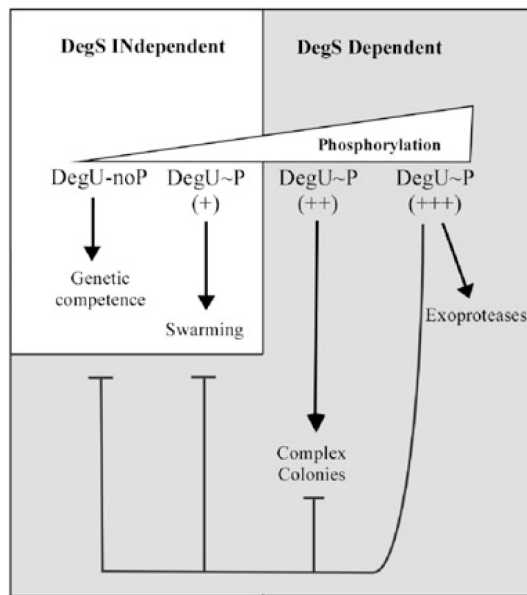 DegS INdependent
DegS Dependent
Phosphorylation
DegU-noP
DegU~P
(+)
DegU~P
(++)
DegU~P
(+++)
Genetic
competence
Swarming
Exoproteases
Complex
Colonies